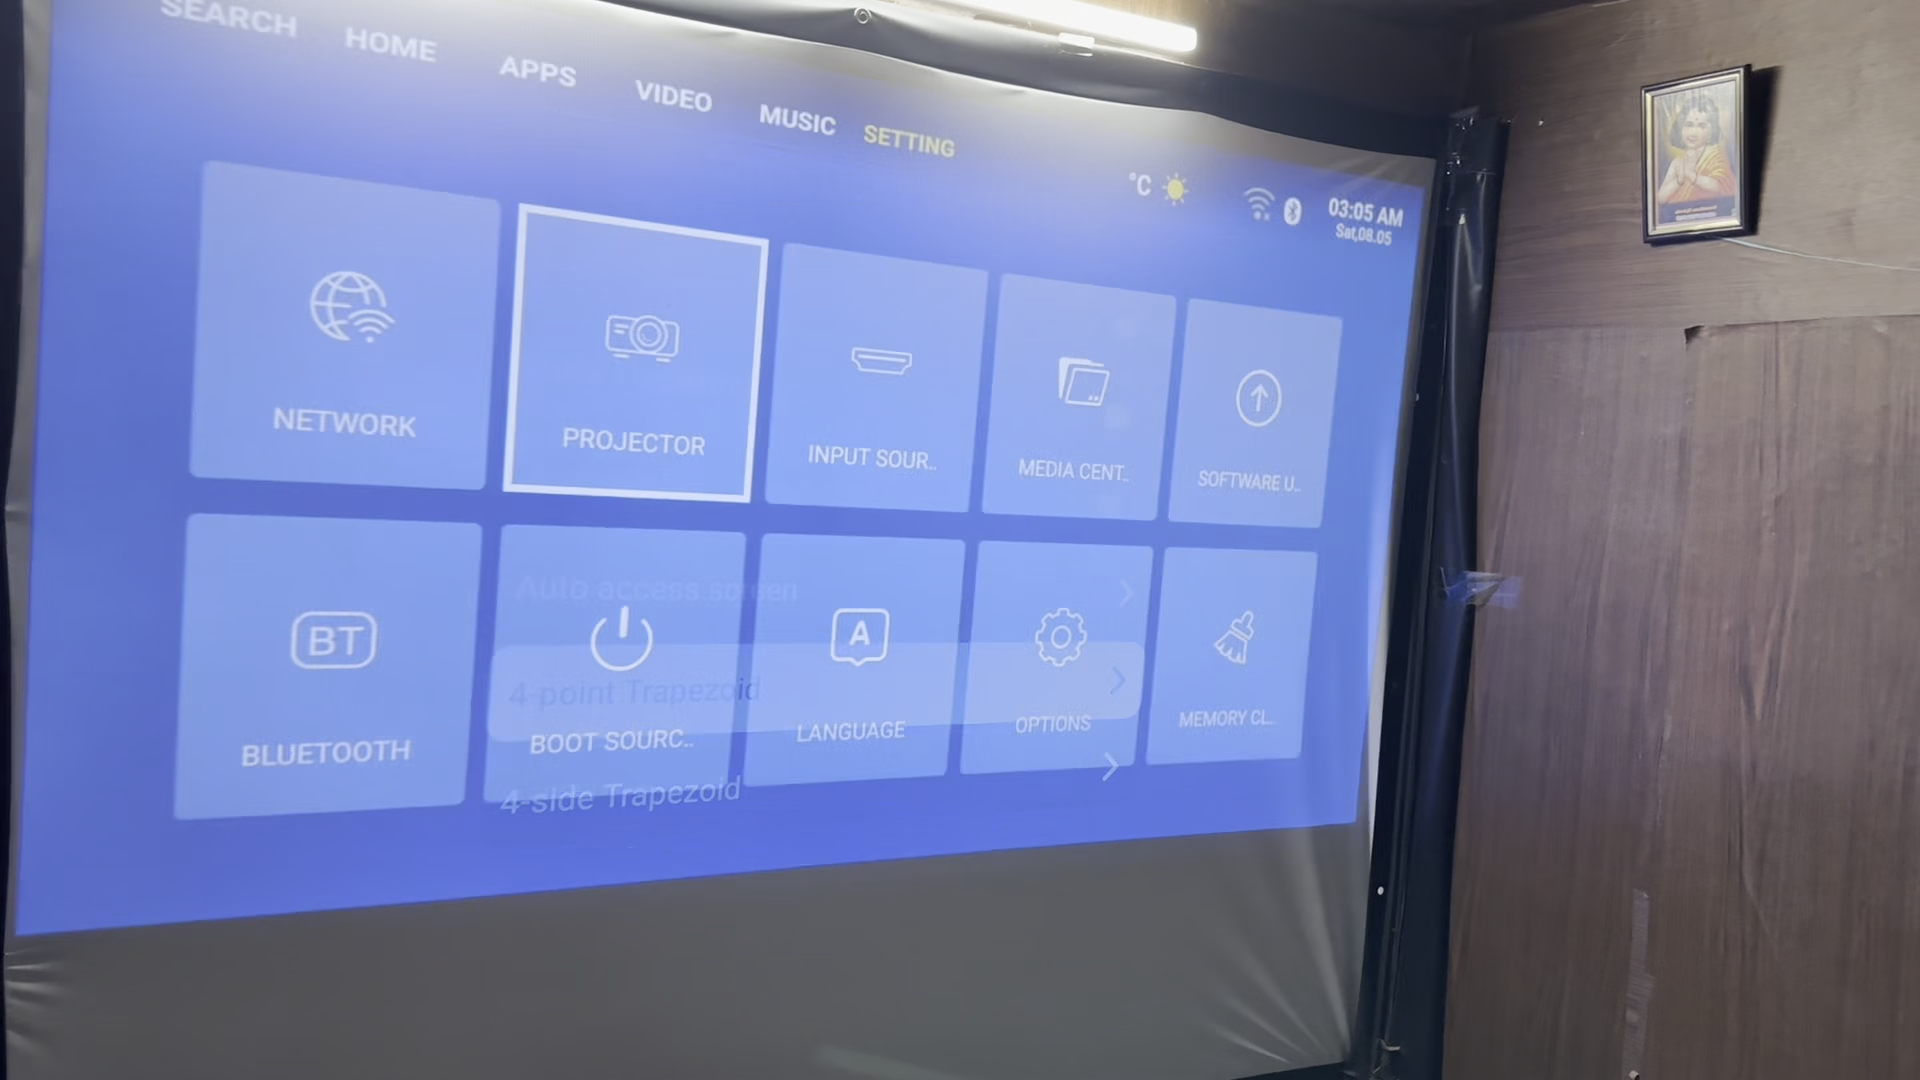 SEARCH HOME APPS VIDEO MUSIC SETTING
°C
03:05 AM
Sat,08.05
NETWORK
PROJECTOR
INPUT SOUR..
MEDIA CENT..
SOFTWARE U..
Auto access screen
4-point Trapezoid
BLUETOOTH
BT
BOOT SOURC..
A
LANGUAGE
OPTIONS
MEMORY CL..
4-side Trapezoid